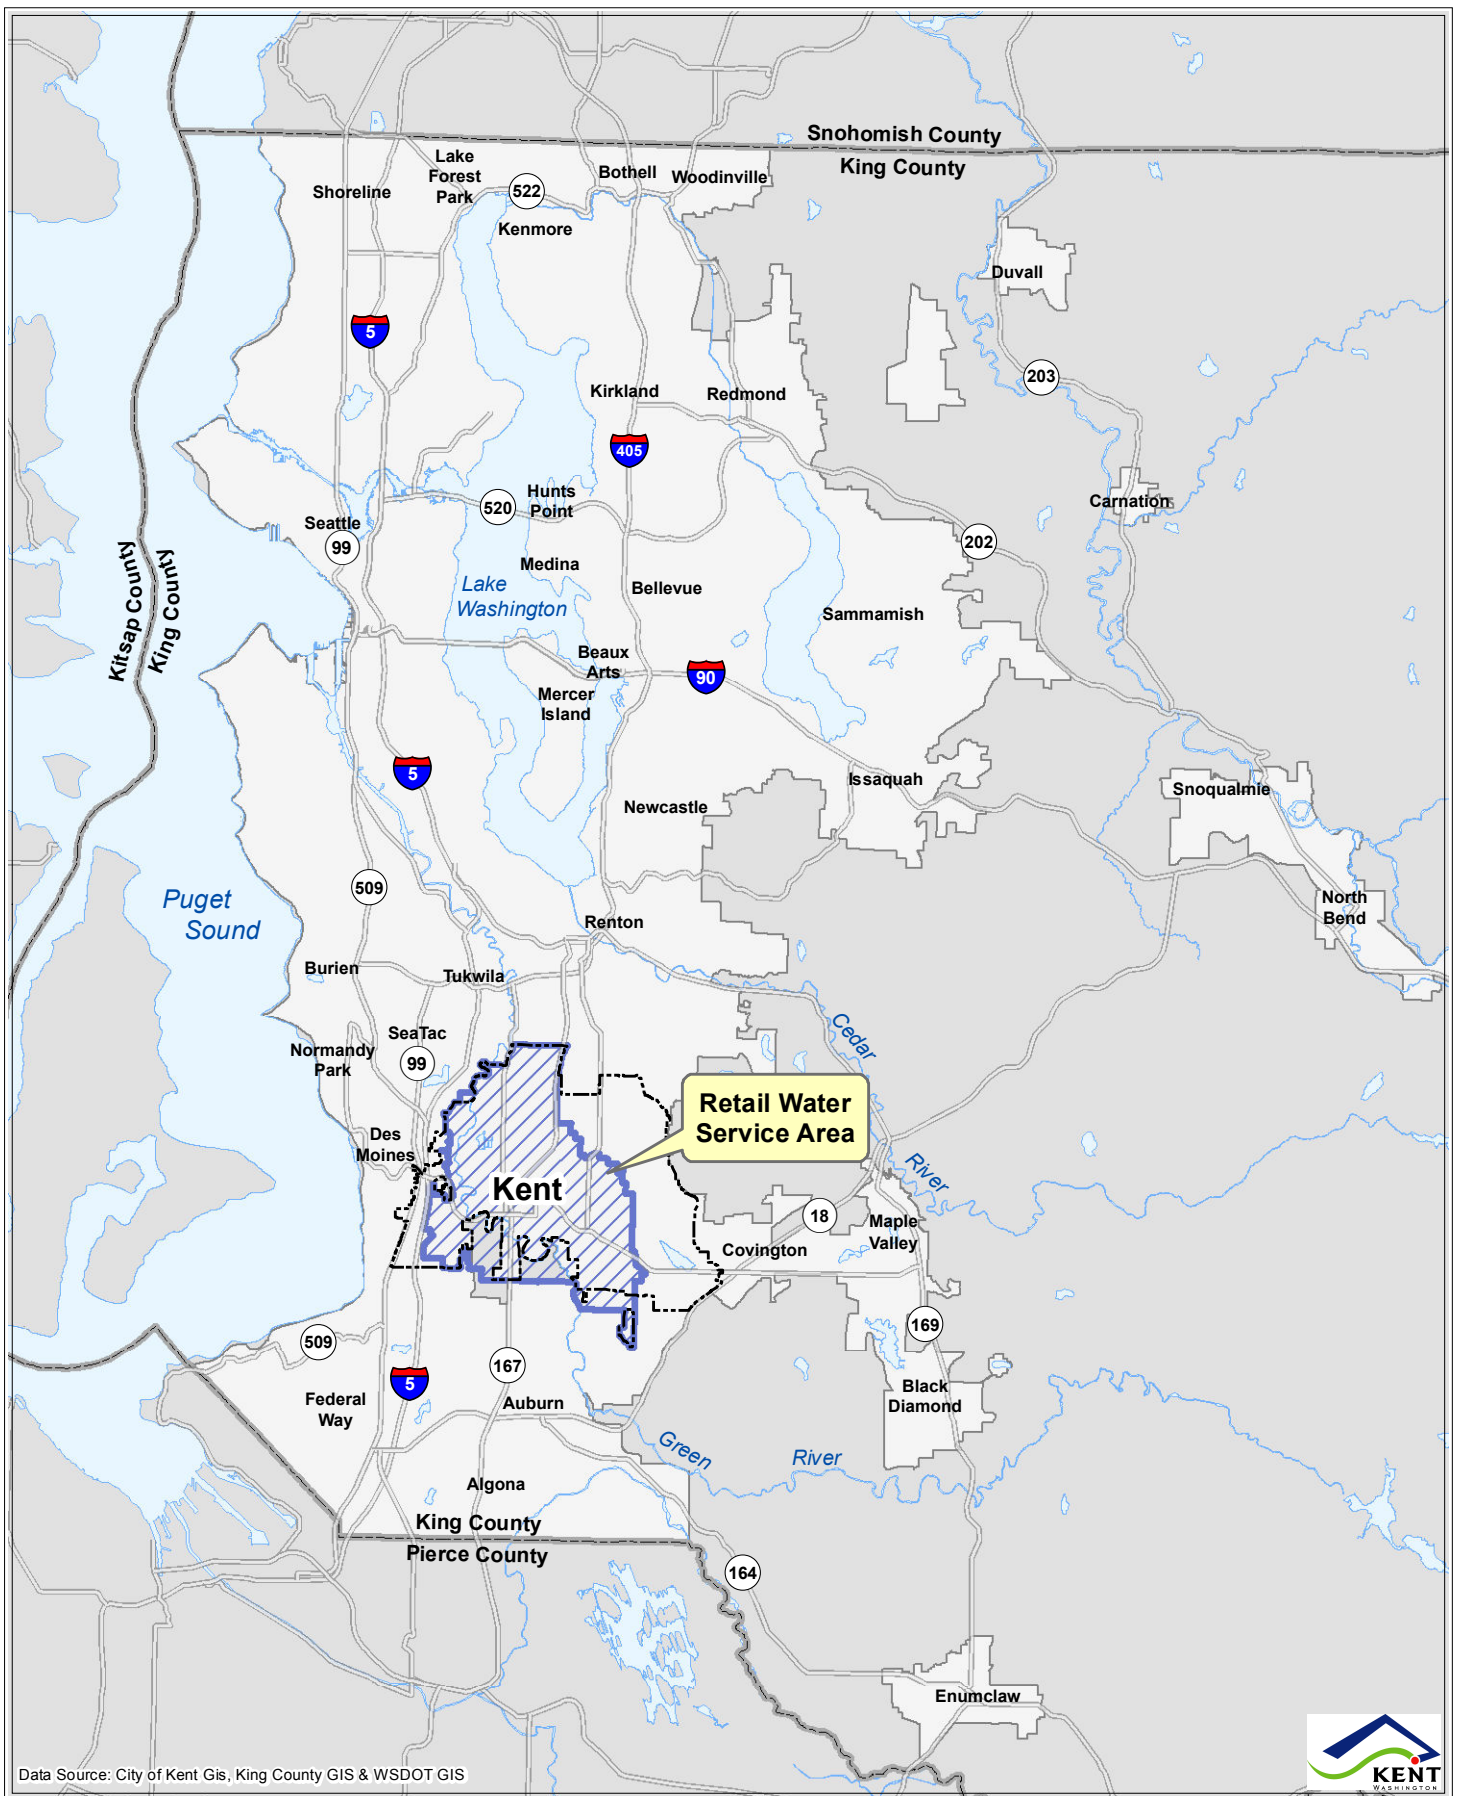 Snohomish County
King County
Lake
Forest
Park
Bothell
Woodinville
Shoreline
522
Kenmore
Duvall
5
203
Kirkland
Redmond
405
Hunts
Point
520
Carnation
Seattle
99
202
Kitsap County
King County
Medina
Lake
Washington
Bellevue
Sammamish
Beaux
Arts
90
Mercer
Island
5
Issaquah
Snoqualmie
Newcastle
509
Puget
Sound
North
Bend
Renton
Burien
Tukwila
Cedar
River
SeaTac
Normandy
Park
99
Retail Water
Service Area
Des
Moines
Kent
18
Maple
Valley
Covington
169
509
167
5
Federal
Way
Auburn
Black
Diamond
Green
River
Algona
King County
Pierce County
164
Enumclaw
Data Source: City of Kent Gis, King County GIS & WSDOT GIS
KENT
WASHINGTON